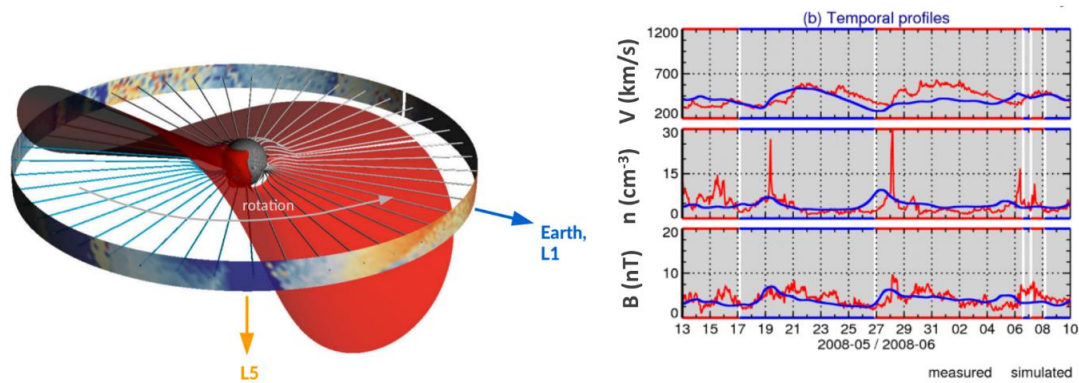 rotation
Earth,
L1
L5
(b) Temporal profiles
V (km/s)
1200
700
200
n (cm⁻³)
30
15
0
B (nT)
20
10
0
13 15 17 19 21 23 25 27 29 31 02 04 06 08 10
2008-05 / 2008-06
measured simulated